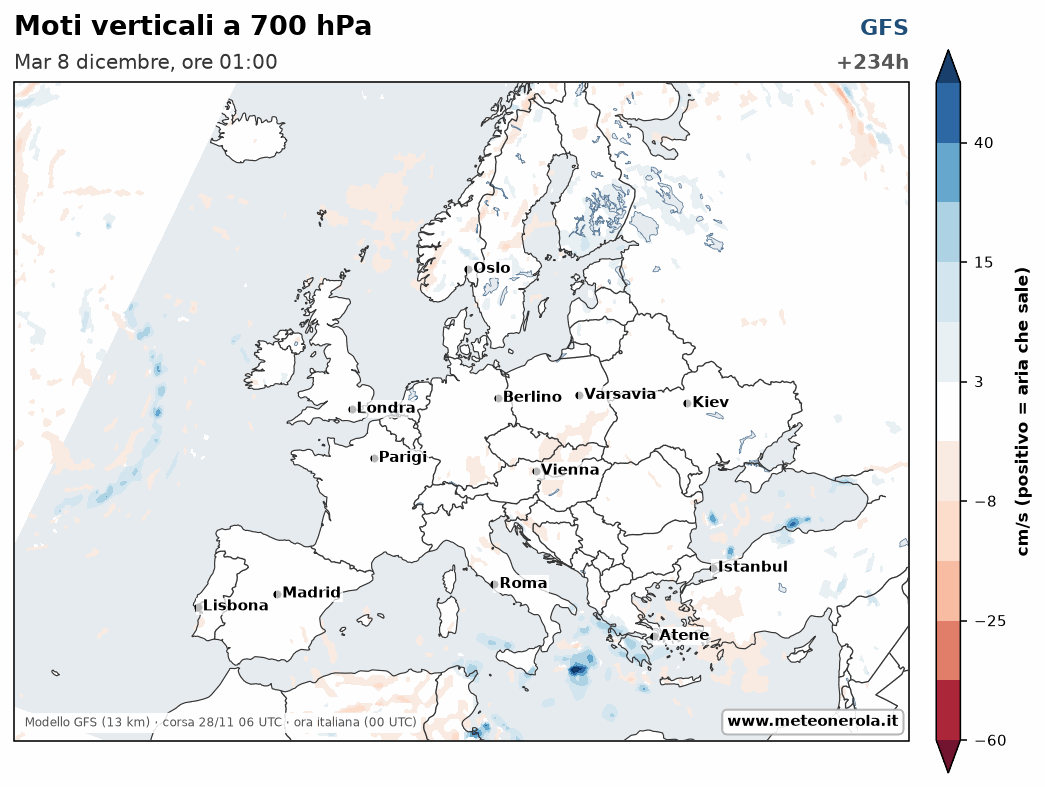 Moti verticali a 700 hPa
GFS
Mar 8 dicembre, ore 01:00
+234h
Oslo
Londra
Berlino
Varsavia
Kiev
Parigi
Vienna
Istanbul
Roma
Madrid
Lisbona
Atene
Modello GFS (13 km) · corsa 28/11 06 UTC · ora italiana (00 UTC)
www.meteonerola.it
40
15
3
−8
−25
−60
cm/s (positivo = aria che sale)